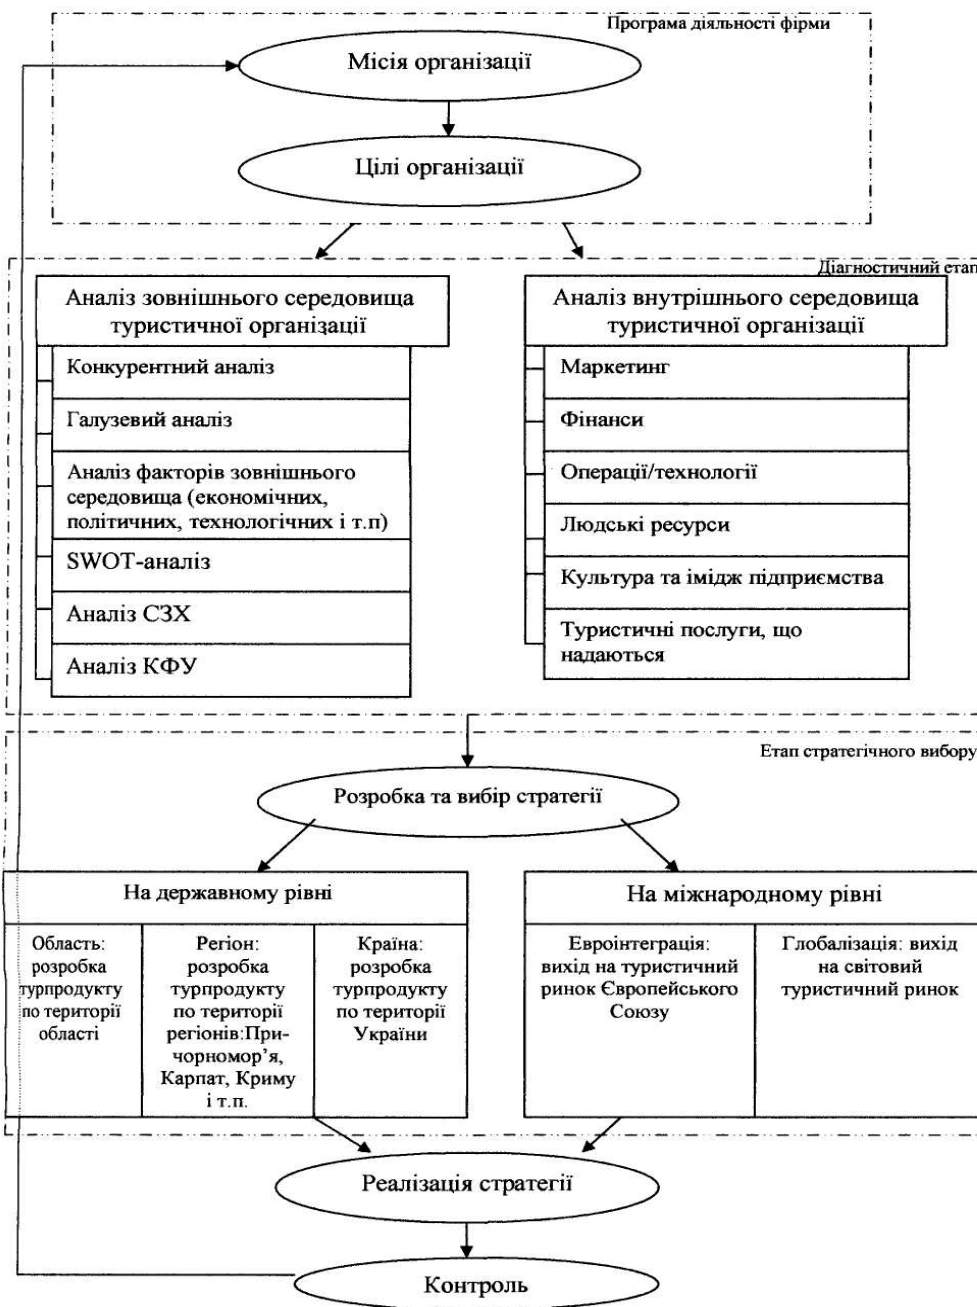 Програма діяльності фірми
Місія організації
Цілі організації
Діагностичний етап
Аналіз зовнішнього середовища
туристичної організації
Конкурентний аналіз
Галузевий аналіз
Аналіз факторів зовнішнього
середовища (економічних,
політичних, технологічних і т.п)
SWOT-аналіз
Аналіз СЗХ
Аналіз КФУ
Аналіз внутрішнього середовища
туристичної організації
Маркетинг
Фінанси
Операції/технології
Людські ресурси
Культура та імідж підприємства
Туристичні послуги, що
надаються
Етап стратегічного вибору
Розробка та вибір стратегії
На державному рівні
Область:
розробка
турпродукту
по території
області
Регіон:
розробка
турпродукту
по території
регіонів:При-
чорномор’я,
Карпат, Криму
і т.п.
Країна:
розробка
турпродукту
по території
України
На міжнародному рівні
Евроінтеграція:
вихід на туристичний
ринок Європейського
Союзу
Глобалізація: вихід
на світовий
туристичний ринок
Реалізація стратегії
Контроль